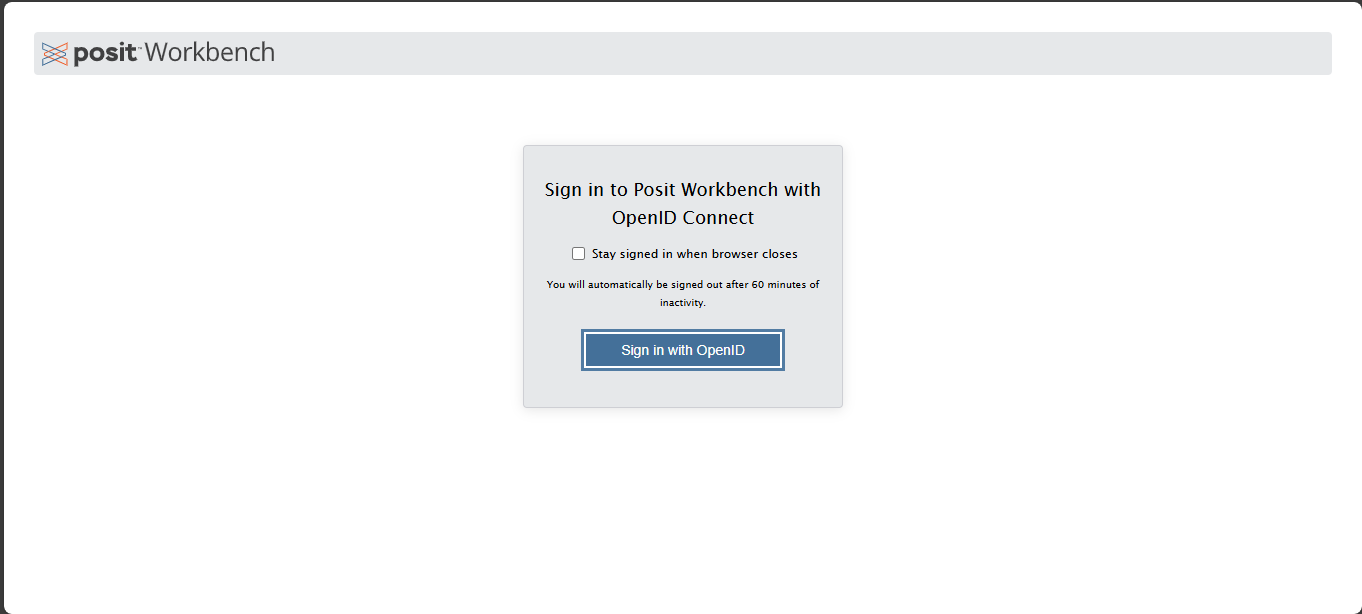 posit™ Workbench
Sign in to Posit Workbench with
OpenID Connect
Stay signed in when browser closes
You will automatically be signed out after 60 minutes of
inactivity.
Sign in with OpenID